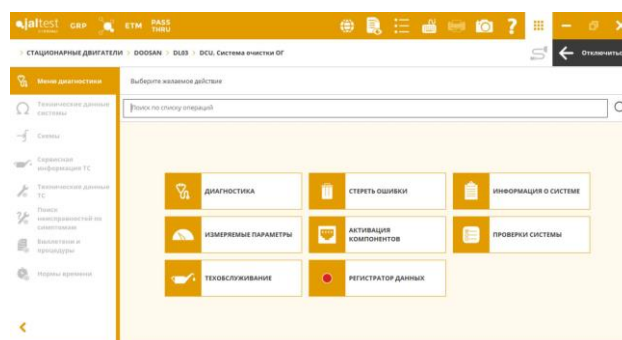 jaltest GRP ETM PASS THRU
СТАЦИОНАРНЫЕ ДВИГАТЕЛИ > DOOSAN > DL03 > DCU, Система очистки ОГ
Отключиться
Меню диагностики
Выберите желаемое действие
Технические данные
системы
Поиск по списку операций
Схемы
Сервисная
информация ТС
Технические данные
ТС
Поиск
неисправностей по
симптомам
Бюллетени и
процедуры
Нормы времени
ДИАГНОСТИКА
СТЕРЕТЬ ОШИБКИ
ИНФОРМАЦИЯ О СИСТЕМЕ
ИЗМЕРЯЕМЫЕ ПАРАМЕТРЫ
АКТИВАЦИЯ
КОМПОНЕНТОВ
ПРОВЕРКИ СИСТЕМЫ
ТЕХОБСЛУЖИВАНИЕ
РЕГИСТРАТОР ДАННЫХ